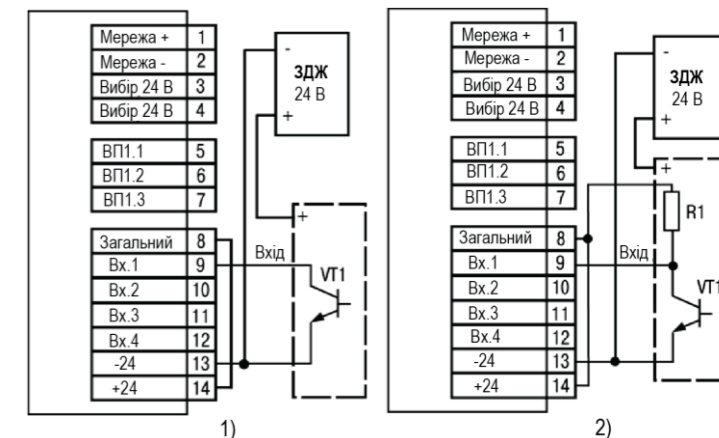 Мережа + 1
Мережа - 2
Вибір 24 В 3
Вибір 24 В 4
ВП1.1 5
ВП1.2 6
ВП1.3 7
Загальний 8
Вх.1 9
Вх.2 10
Вх.3 11
Вх.4 12
-24 13
+24 14
-
ЗДЖ
24 В
+
+
Вхід
VT1
1)
Мережа + 1
Мережа - 2
Вибір 24 В 3
Вибір 24 В 4
ВП1.1 5
ВП1.2 6
ВП1.3 7
Загальний 8
Вх.1 9
Вх.2 10
Вх.3 11
Вх.4 12
-24 13
+24 14
-
ЗДЖ
24 В
+
+
R1
Вхід
VT1
2)